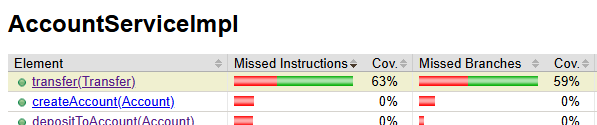 AccountServiceImpl
Element Missed Instructions Cov. Missed Branches Cov.
transfer(Transfer) 63% 59%
createAccount(Account) 0% 0%
depositToAccount(Account) 0% 0%